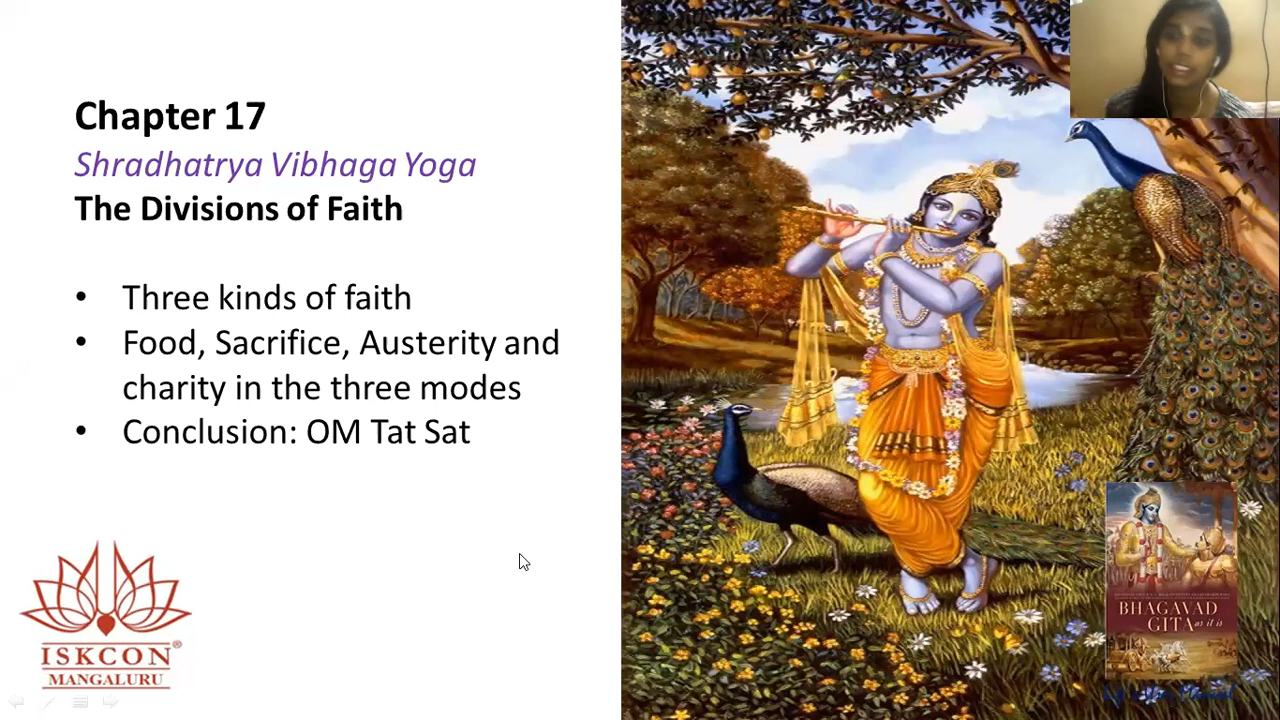 Chapter 17
Shradhatrya Vibhaga Yoga
The Divisions of Faith
• Three kinds of faith
• Food, Sacrifice, Austerity and
charity in the three modes
• Conclusion: OM Tat Sat
ISKCON®
MANGALURU
BHAGAVAD
GITA as it is